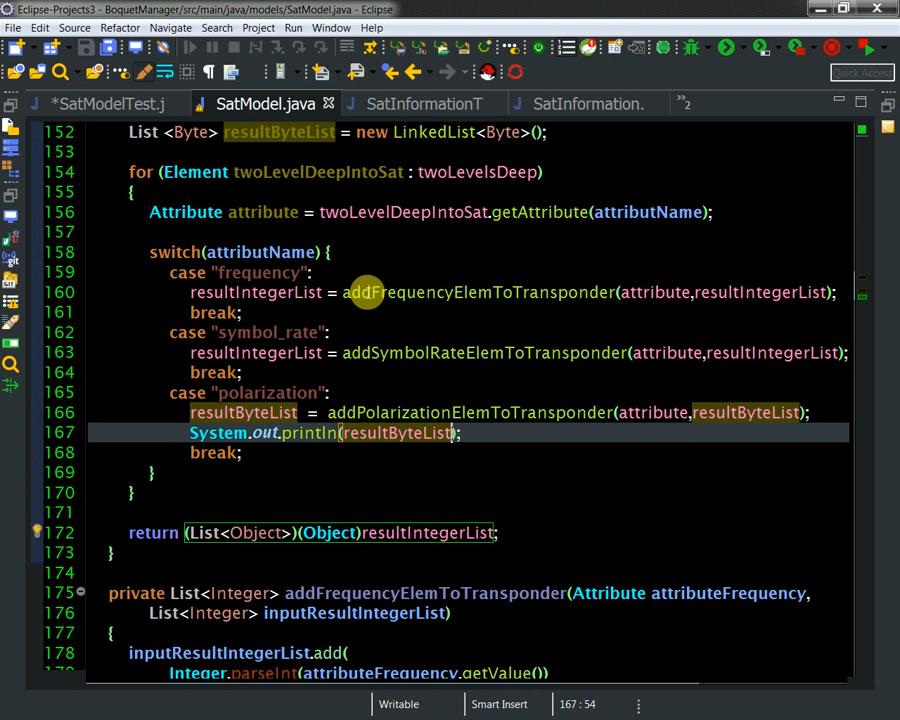 Eclipse-Projects3 - BoquetManager/src/main/java/models/SatModel.java - Eclipse
File Edit Source Refactor Navigate Search Project Run Window Help
Quick Access
*SatModelTest.j SatModel.java SatInformationT SatInformation. »2
152 List <Byte> resultByteList = new LinkedList<Byte>();
153
154 for (Element twoLevelDeepIntoSat : twoLevelsDeep)
155 {
156 Attribute attribute = twoLevelDeepIntoSat.getAttribute(attributName);
157
158 switch(attributName) {
159 case "frequency":
160 resultIntegerList = addFrequencyElemToTransponder(attribute,resultIntegerList);
161 break;
162 case "symbol_rate":
163 resultIntegerList = addSymbolRateElemToTransponder(attribute,resultIntegerList);
164 break;
165 case "polarization":
166 resultByteList = addPolarizationElemToTransponder(attribute,resultByteList);
167 System.out.println(resultByteList);
168 break;
169 }
170 }
171
172 return (List<Object>)(Object)resultIntegerList;
173 }
174
175 private List<Integer> addFrequencyElemToTransponder(Attribute attributeFrequency,
176 List<Integer> inputResultIntegerList)
177 {
178 inputResultIntegerList.add(
179 Integer.parseInt(attributeFrequency.getValue())
Writable Smart Insert 167 : 54